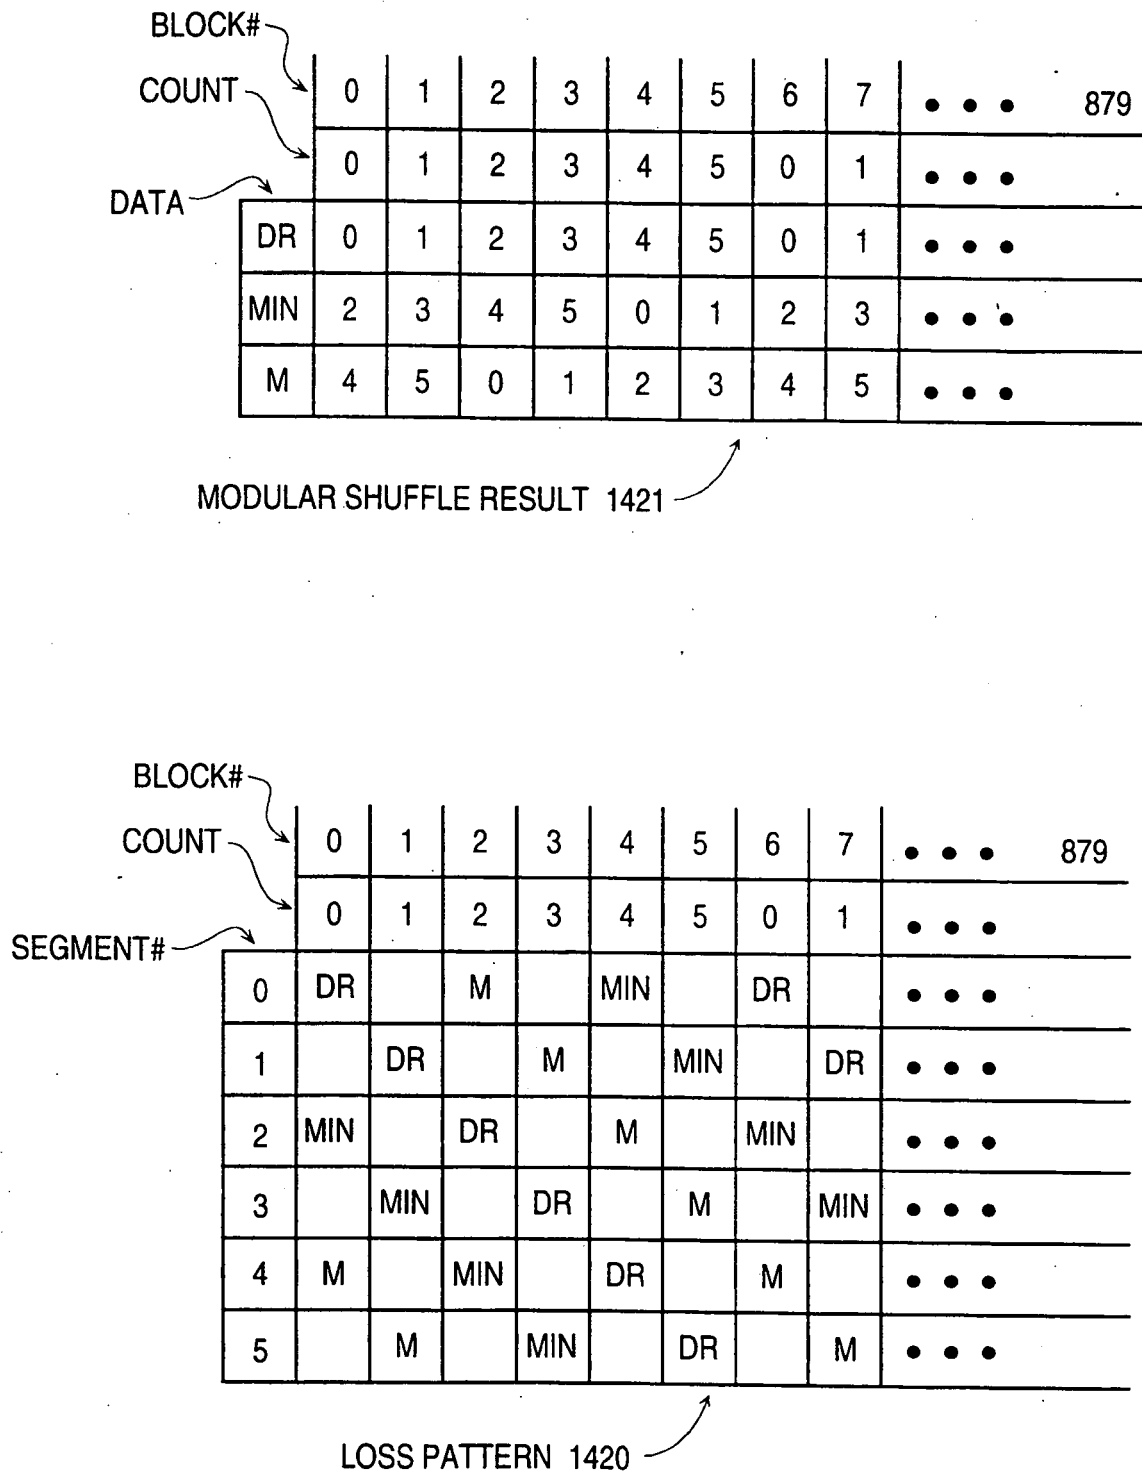 BLOCK#
0 1 2 3 4 5 6 7 ● ● ● 879
COUNT
0 1 2 3 4 5 0 1 ● ● ●
DATA
DR 0 1 2 3 4 5 0 1 ● ● ●
MIN 2 3 4 5 0 1 2 3 ● ● ●
M 4 5 0 1 2 3 4 5 ● ● ●
MODULAR SHUFFLE RESULT 1421
BLOCK#
0 1 2 3 4 5 6 7 ● ● ● 879
COUNT
0 1 2 3 4 5 0 1 ● ● ●
SEGMENT#
0 DR M MIN DR ● ● ●
1 DR M MIN DR ● ● ●
2 MIN DR M MIN ● ● ●
3 MIN DR M MIN ● ● ●
4 M MIN DR M ● ● ●
5 M MIN DR M ● ● ●
LOSS PATTERN 1420